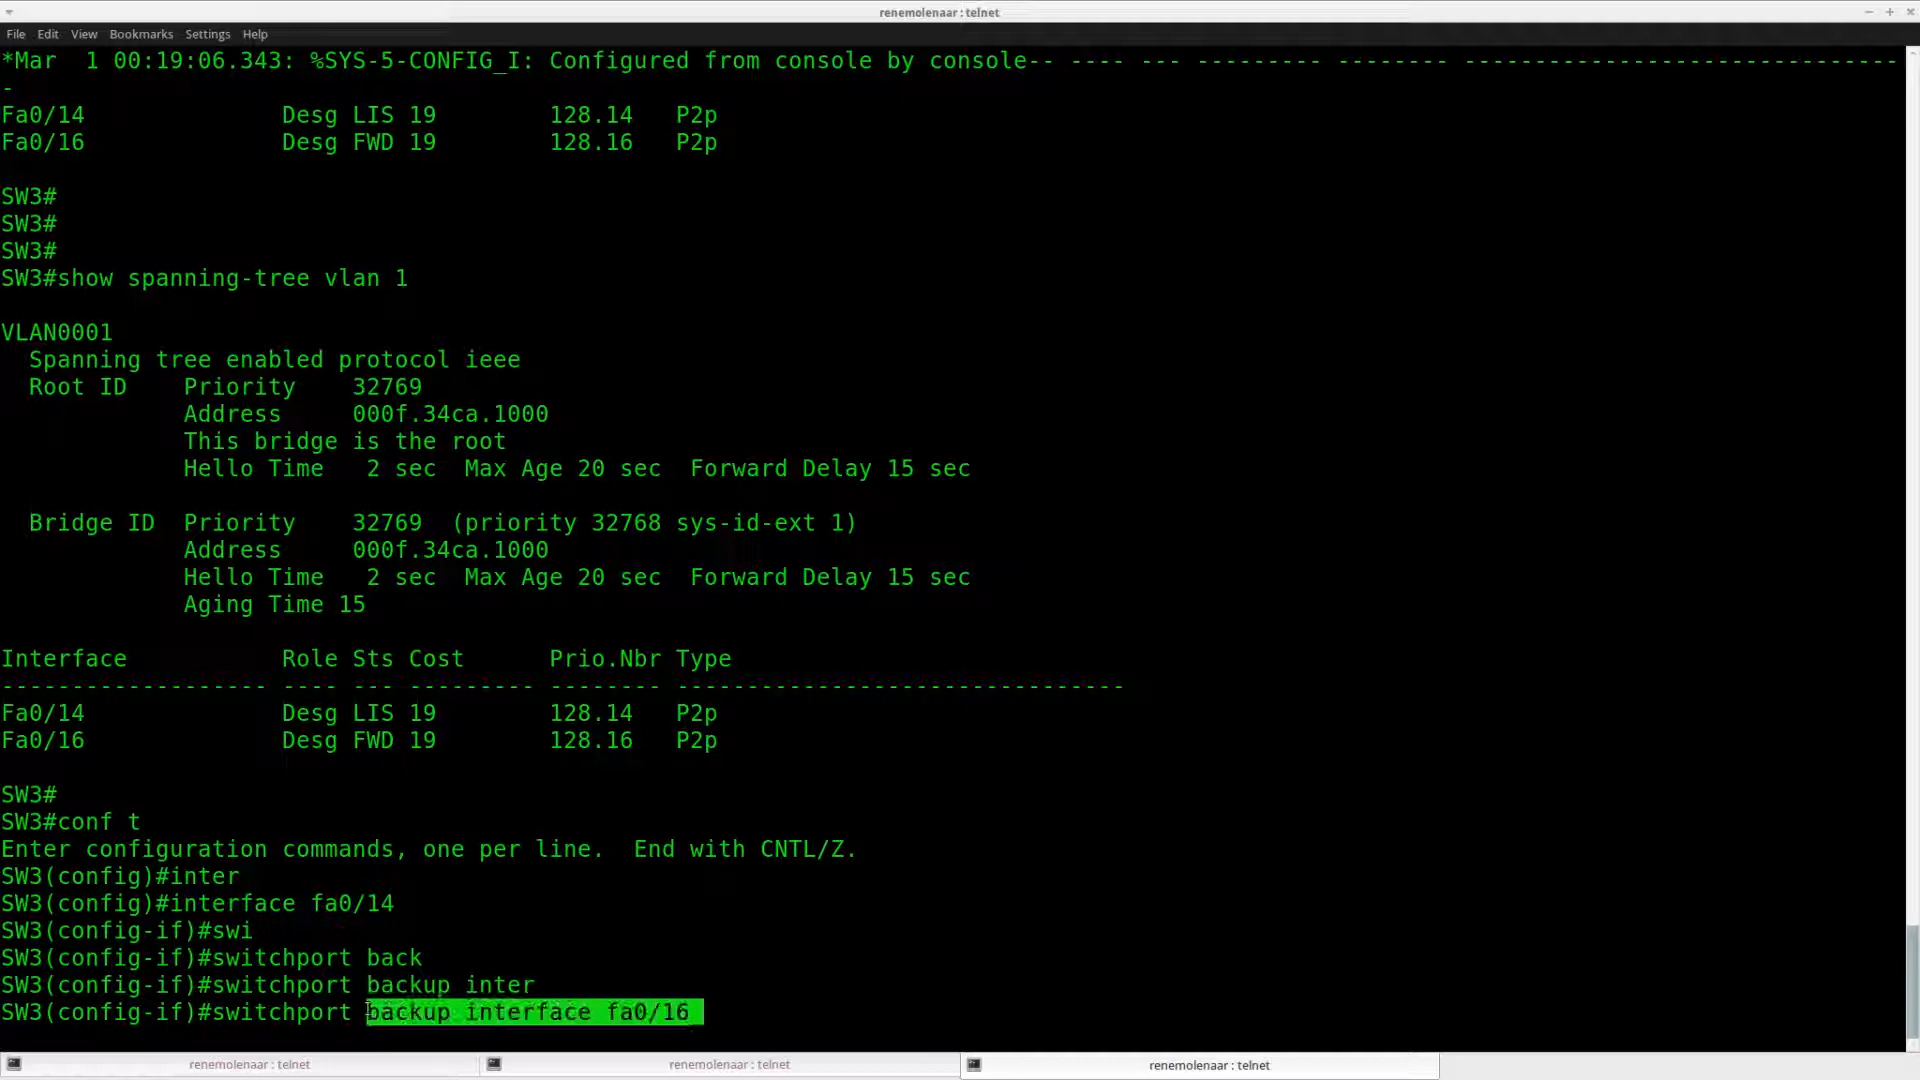 renemolenaar : telnet
File Edit View Bookmarks Settings Help
*Mar  1 00:19:06.343: %SYS-5-CONFIG_I: Configured from console by console-- ---- --- --------- -------- -------------------------------
-
Fa0/14              Desg LIS 19        128.14   P2p
Fa0/16              Desg FWD 19        128.16   P2p
SW3#
SW3#
SW3#
SW3#show spanning-tree vlan 1
VLAN0001
  Spanning tree enabled protocol ieee
  Root ID    Priority    32769
             Address     000f.34ca.1000
             This bridge is the root
             Hello Time   2 sec  Max Age 20 sec  Forward Delay 15 sec
  Bridge ID  Priority    32769  (priority 32768 sys-id-ext 1)
             Address     000f.34ca.1000
             Hello Time   2 sec  Max Age 20 sec  Forward Delay 15 sec
             Aging Time 15
Interface           Role Sts Cost      Prio.Nbr Type
------------------- ---- --- --------- -------- --------------------------------
Fa0/14              Desg LIS 19        128.14   P2p
Fa0/16              Desg FWD 19        128.16   P2p
SW3#
SW3#conf t
Enter configuration commands, one per line.  End with CNTL/Z.
SW3(config)#inter
SW3(config)#interface fa0/14
SW3(config-if)#swi
SW3(config-if)#switchport back
SW3(config-if)#switchport backup inter
SW3(config-if)#switchport backup interface fa0/16
renemolenaar : telnet renemolenaar : telnet renemolenaar : telnet